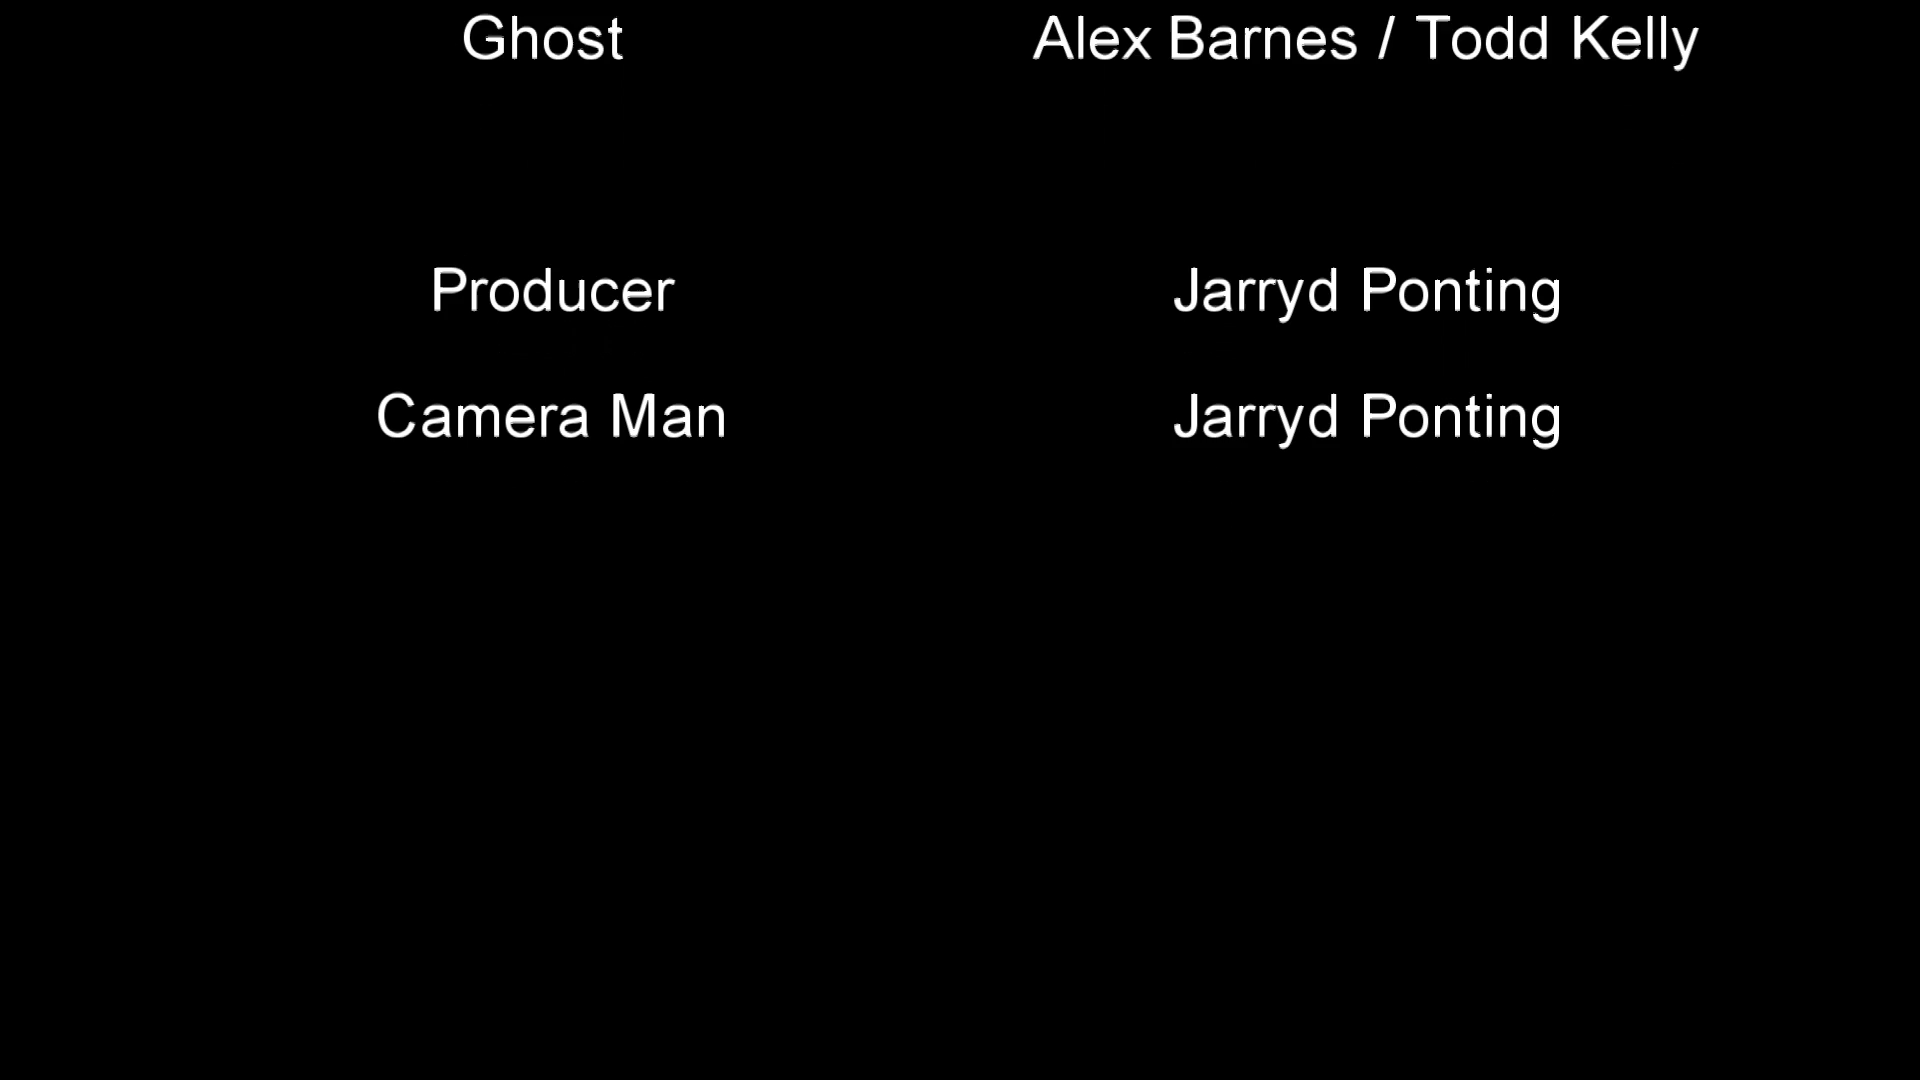 Ghost Alex Barnes / Todd Kelly
Producer Jarryd Ponting
Camera Man Jarryd Ponting